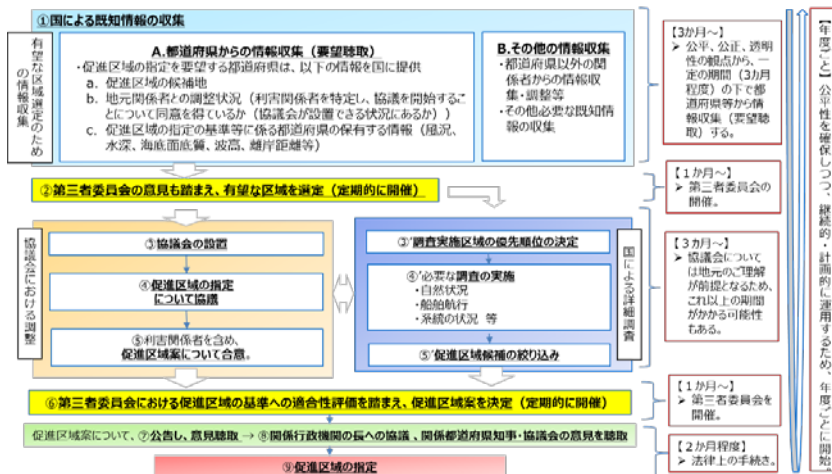 ①国による既知情報の収集
有望な区域選定のため
の情報収集
A.都道府県からの情報収集(要望聴取)
・促進区域の指定を要望する都道府県は、以下の情報を国に提供
a. 促進区域の候補地
b. 地元関係者との調整状況(利害関係者を特定し、協議を開始するこ
とについて同意を得ているか(協議会が設置できる状況にあるか))
c. 促進区域の指定の基準等に係る都道府県の保有する情報(風況、
水深、海底面底質、波高、離岸距離等)
B.その他の情報収集
・都道府県以外の関
係者からの情報収
集・調整等
・その他必要な既知情
報の収集
【3か月~】
➢ 公平、公正、透明
性の観点から、一
定の期間(3カ月
程度)の下で都
道府県等から情
報収集(要望聴
取)する。
②第三者委員会の意見も踏まえ、有望な区域を選定(定期的に開催)
【1か月~】
➢ 第三者委員会の
開催。
協議会における調整
③協議会の設置
④促進区域の指定
について協議
⑤利害関係者を含め、
促進区域案について合意。
③'調査実施区域の優先順位の決定
④'必要な調査の実施
・自然状況
・船舶航行
・系統の状況 等
⑤'促進区域候補の絞り込み
国による詳細調査
【3カ月~】
➢ 協議会について
は地元のご理解
が前提となるため、
これ以上の期間
がかかる可能性
もある。
⑥第三者委員会における促進区域の基準への適合性評価を踏まえ、促進区域案を決定(定期的に開催)
【1か月~】
➢ 第三者委員会を
開催。
促進区域案について、⑦公告し、意見聴取 → ⑧関係行政機関の長への協議、関係都道府県知事・協議会の意見を聴取
【2か月程度】
➢ 法律上の手続き。
⑨促進区域の指定
【年度ごと】公平性を確保しつつ、継続的・計画的に運用するため、年度ごとに開始。